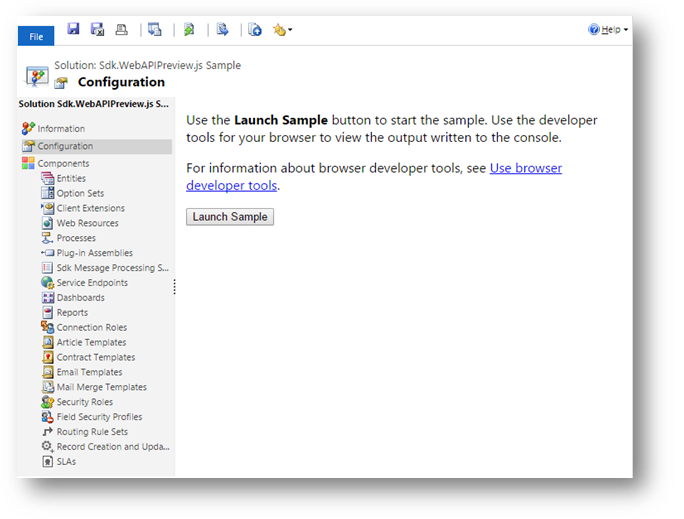 File
Help
Solution: Sdk.WebAPIPreview.js Sample
Configuration
Solution Sdk.WebAPIPreview.js S...
Information
Configuration
Components
Entities
Option Sets
Client Extensions
Web Resources
Processes
Plug-in Assemblies
Sdk Message Processing S...
Service Endpoints
Dashboards
Reports
Connection Roles
Article Templates
Contract Templates
Email Templates
Mail Merge Templates
Security Roles
Field Security Profiles
Routing Rule Sets
Record Creation and Upda...
SLAs
Use the Launch Sample button to start the sample. Use the developer
tools for your browser to view the output written to the console.
For information about browser developer tools, see Use browser
developer tools.
Launch Sample